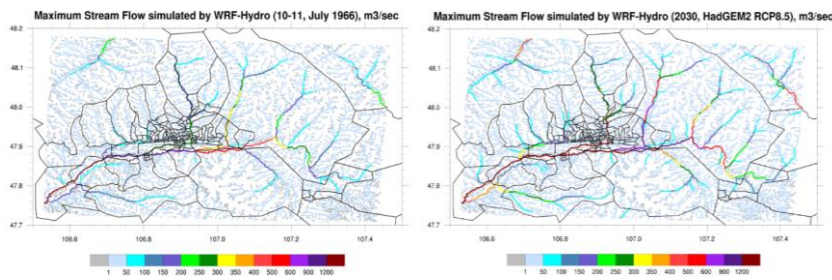 Maximum Stream Flow simulated by WRF-Hydro (10-11, July 1966), m3/sec
48.2
48.1
48.0
47.9
47.8
47.7
106.6 106.8 107.0 107.2 107.4
1 50 100 150 200 250 300 350 400 500 600 900 1200
Maximum Stream Flow simulated by WRF-Hydro (2030, HadGEM2 RCP8.5), m3/sec
48.2
48.1
48.0
47.9
47.8
47.7
106.6 106.8 107.0 107.2 107.4
1 50 100 150 200 250 300 350 400 500 600 900 1200